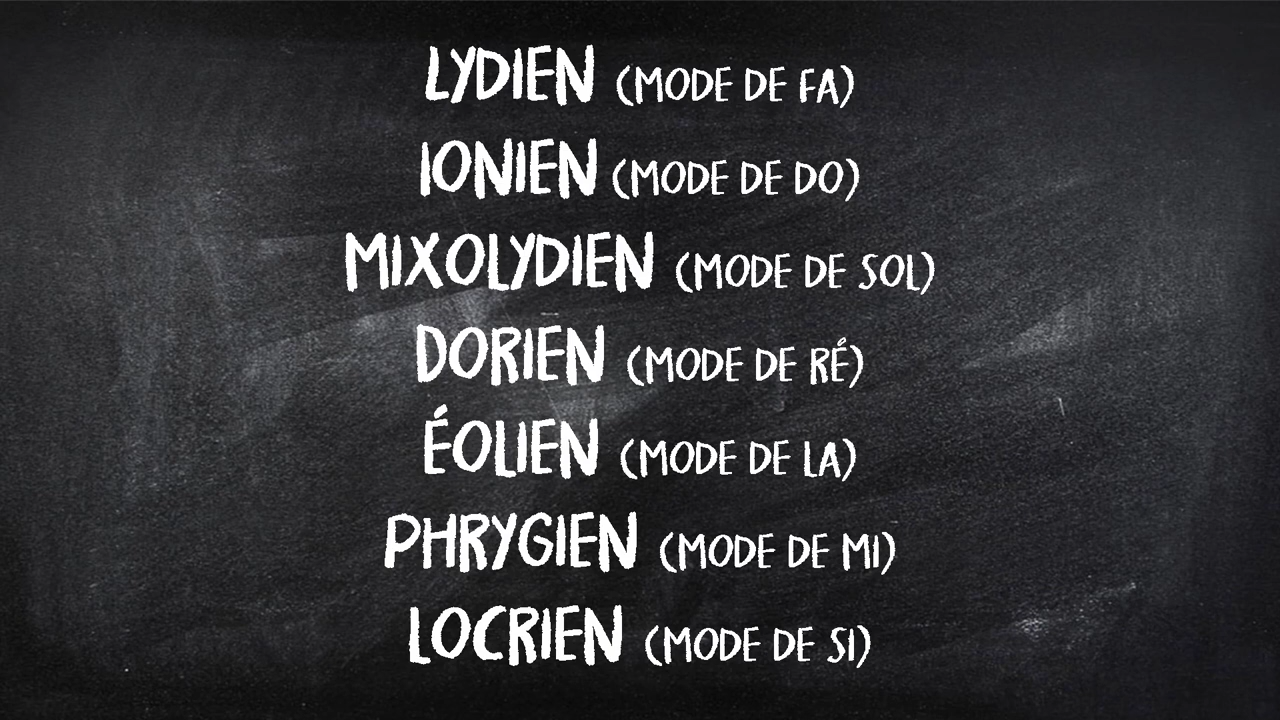 LYDIEN (MODE DE FA)
IONIEN (MODE DE DO)
MIXOLYDIEN (MODE DE SOL)
DORIEN (MODE DE RÉ)
ÉOLIEN (MODE DE LA)
PHRYGIEN (MODE DE MI)
LOCRIEN (MODE DE SI)